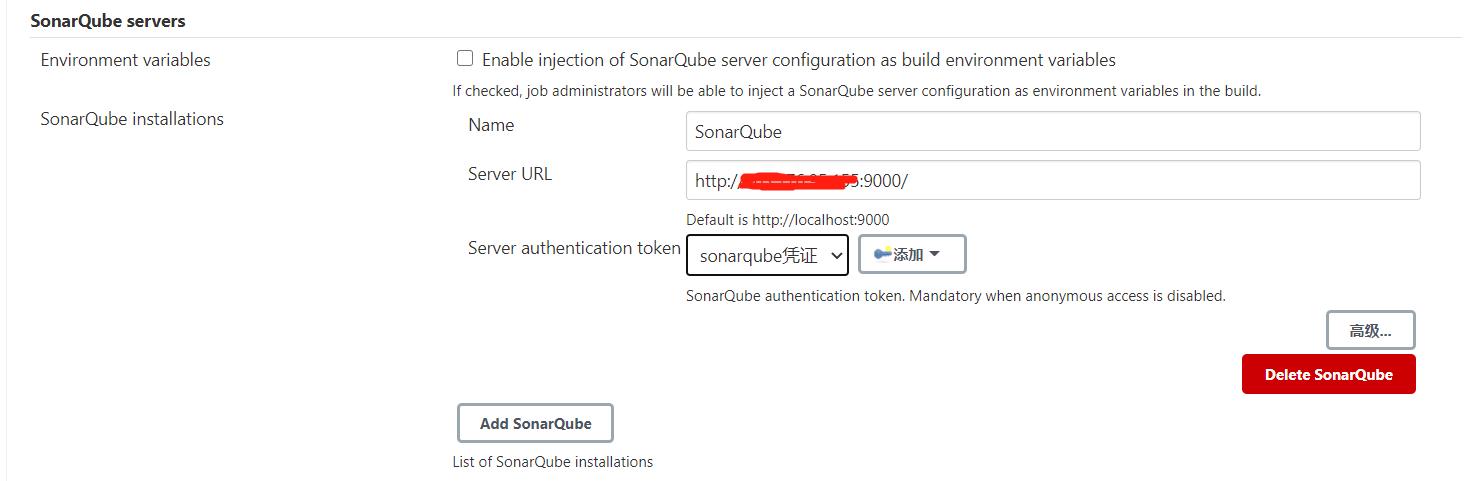 SonarQube servers
Environment variables
Enable injection of SonarQube server configuration as build environment variables
If checked, job administrators will be able to inject a SonarQube server configuration as environment variables in the build.
SonarQube installations
Name
SonarQube
Server URL
http:// :9000/
Default is http://localhost:9000
Server authentication token
sonarqube凭证
添加
SonarQube authentication token. Mandatory when anonymous access is disabled.
高级...
Delete SonarQube
Add SonarQube
List of SonarQube installations